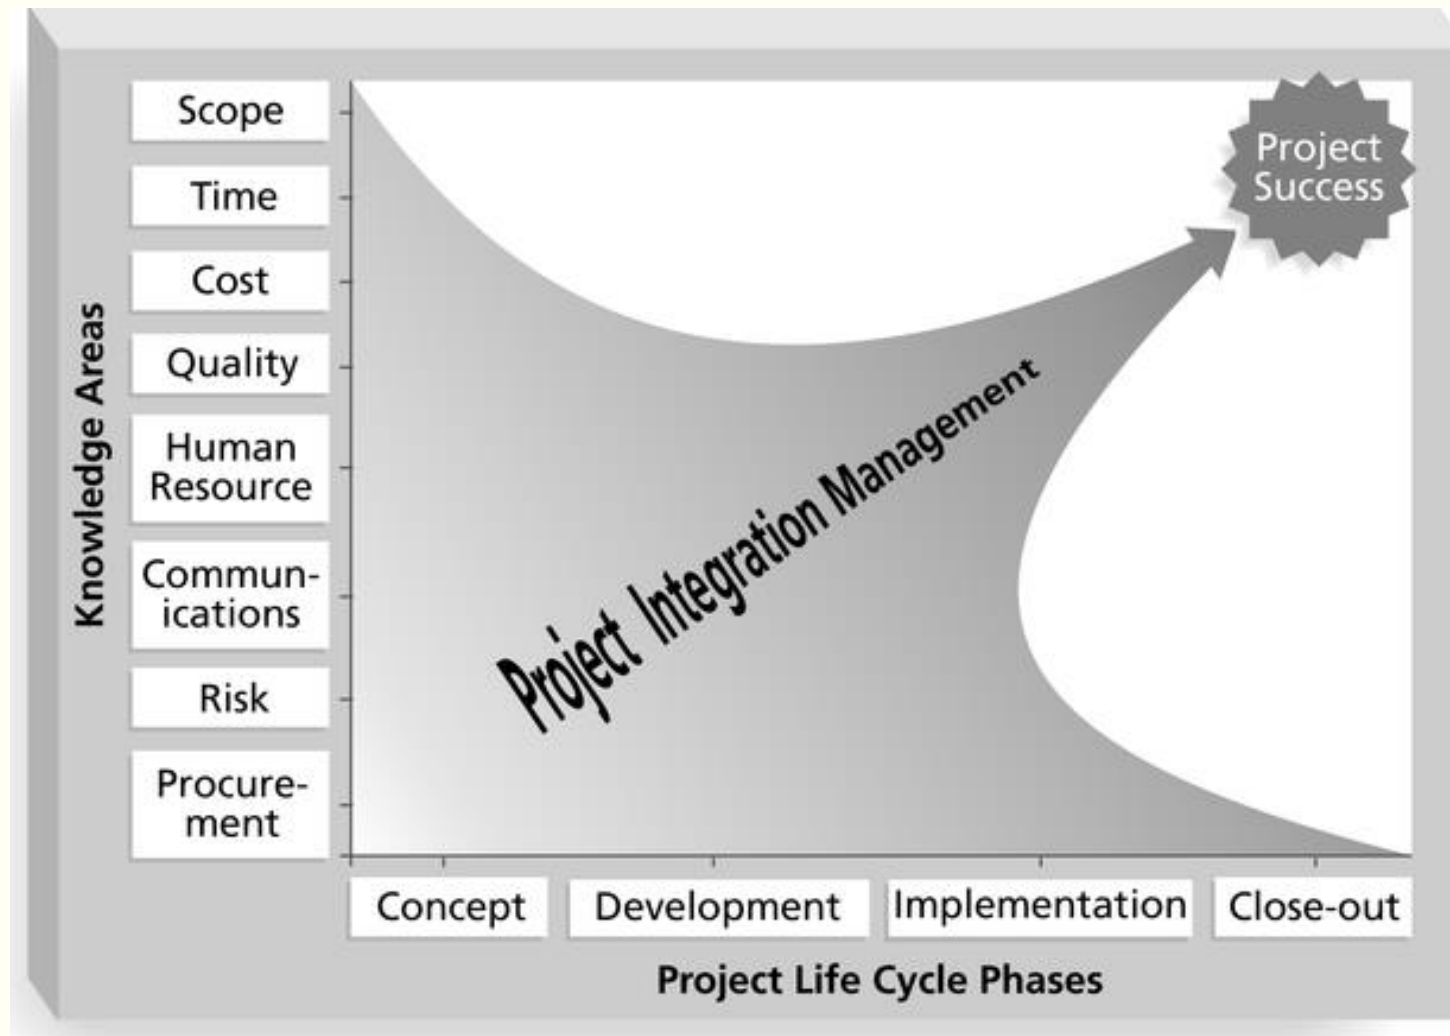 Scope
Time
Cost
Quality
Human
Resource
Commun-
ications
Risk
Procure-
ment
Knowledge Areas
Project
Success
Project Integration Management
Concept
Development
Implementation
Close-out
Project Life Cycle Phases